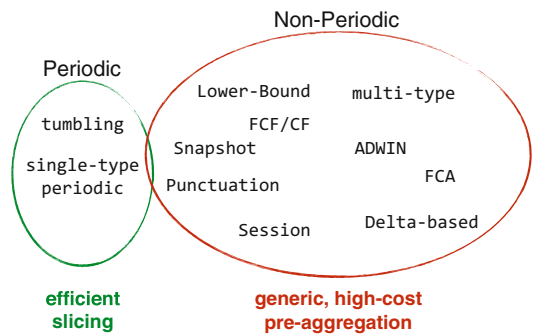 Non-Periodic
Periodic
Lower-Bound
multi-type
tumbling
FCF/CF
Snapshot
ADWIN
single-type
periodic
Punctuation
FCA
Session
Delta-based
efficient
slicing
generic, high-cost
pre-aggregation